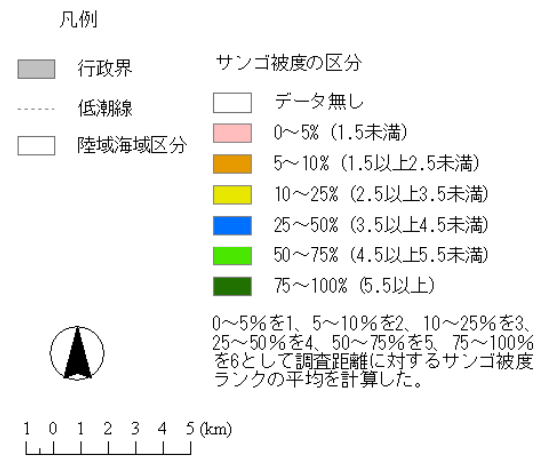 凡例
行政界
低潮線
陸域海域区分
サンゴ被度の区分
データ無し
0～5% (1.5未満)
5～10% (1.5以上2.5未満)
10～25% (2.5以上3.5未満)
25～50% (3.5以上4.5未満)
50～75% (4.5以上5.5未満)
75～100% (5.5以上)
0～5%を1、5～10%を2、10～25%を3、
25～50%を4、50～75%を5、75～100%
を6として調査距離に対するサンゴ被度
ランクの平均を計算した。
1 0 1 2 3 4 5 (km)